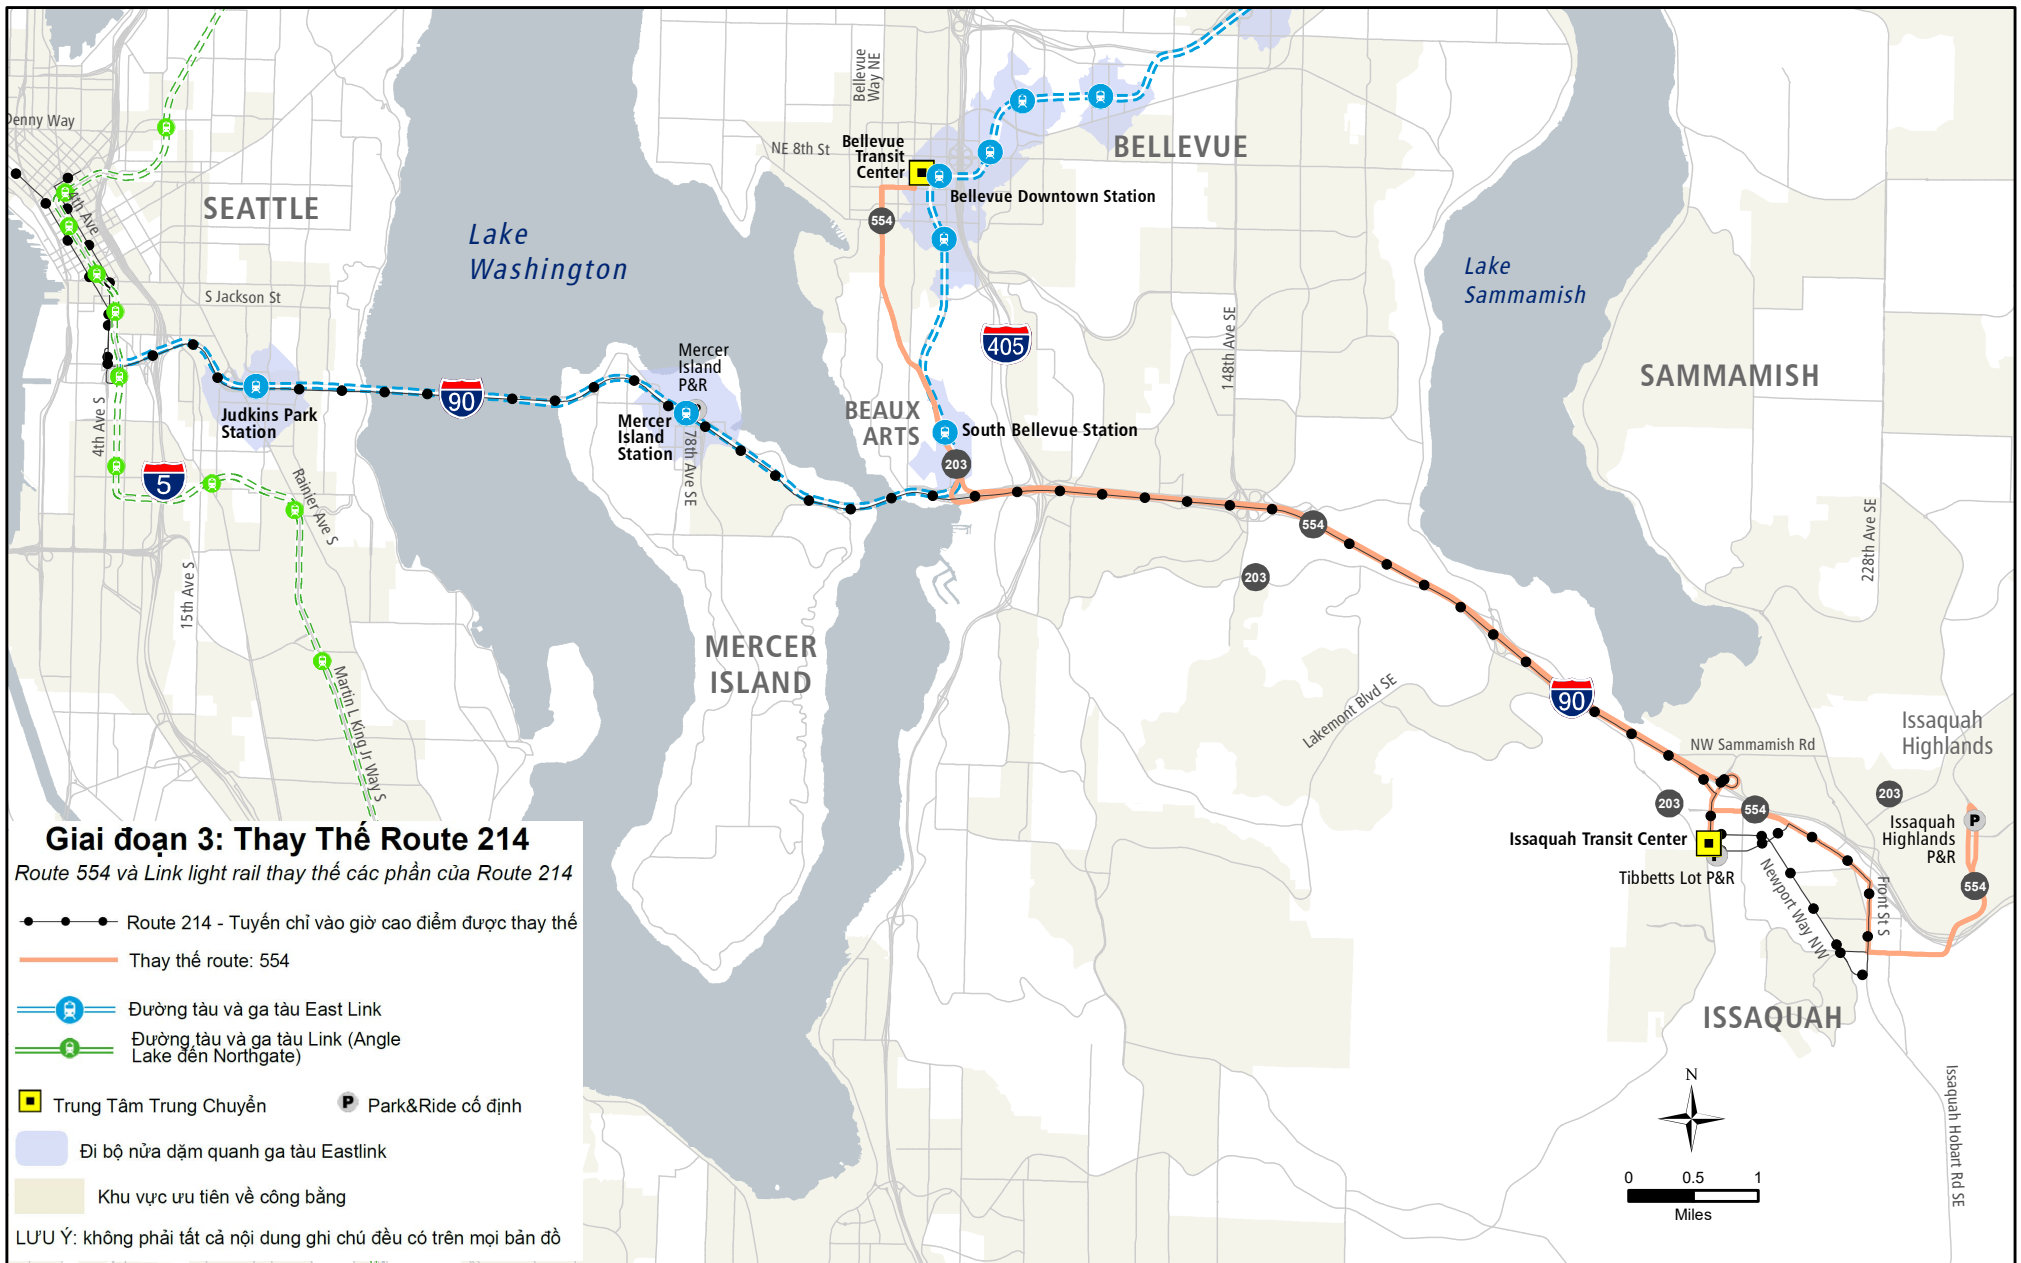 Denny Way
4th Ave
SEATTLE
S Jackson St
Lake
Washington
Bellevue
Way NE
NE 8th St
Bellevue
Transit
Center
BELLEVUE
Bellevue Downtown Station
554
405
148th Ave SE
Lake
Sammamish
SAMMAMISH
228th Ave SE
Judkins Park
Station
90
Mercer
Island
P&R
Mercer
Island
Station
78th Ave SE
BEAUX
ARTS
South Bellevue Station
203
4th Ave S
5
Rainier Ave S
15th Ave S
Martin L King Jr Way S
MERCER
ISLAND
554
203
Lakemont Blvd SE
90
NW Sammamish Rd
Issaquah
Highlands
203
554
203
Issaquah
Highlands
P&R
P
554
Issaquah Transit Center
Tibbetts Lot P&R
Newport Way NW
Front St S
ISSAQUAH
Issaquah Hobart Rd SE
N
0 0.5 1
Miles
Giai đoạn 3: Thay Thế Route 214
Route 554 và Link light rail thay thế các phần của Route 214
Route 214 - Tuyến chỉ vào giờ cao điểm được thay thế
Thay thế route: 554
Đường tàu và ga tàu East Link
Đường tàu và ga tàu Link (Angle
Lake đến Northgate)
Trung Tâm Trung Chuyển
P Park&Ride cố định
Đi bộ nửa dặm quanh ga tàu Eastlink
Khu vực ưu tiên về công bằng
LƯU Ý: không phải tất cả nội dung ghi chú đều có trên mọi bản đồ